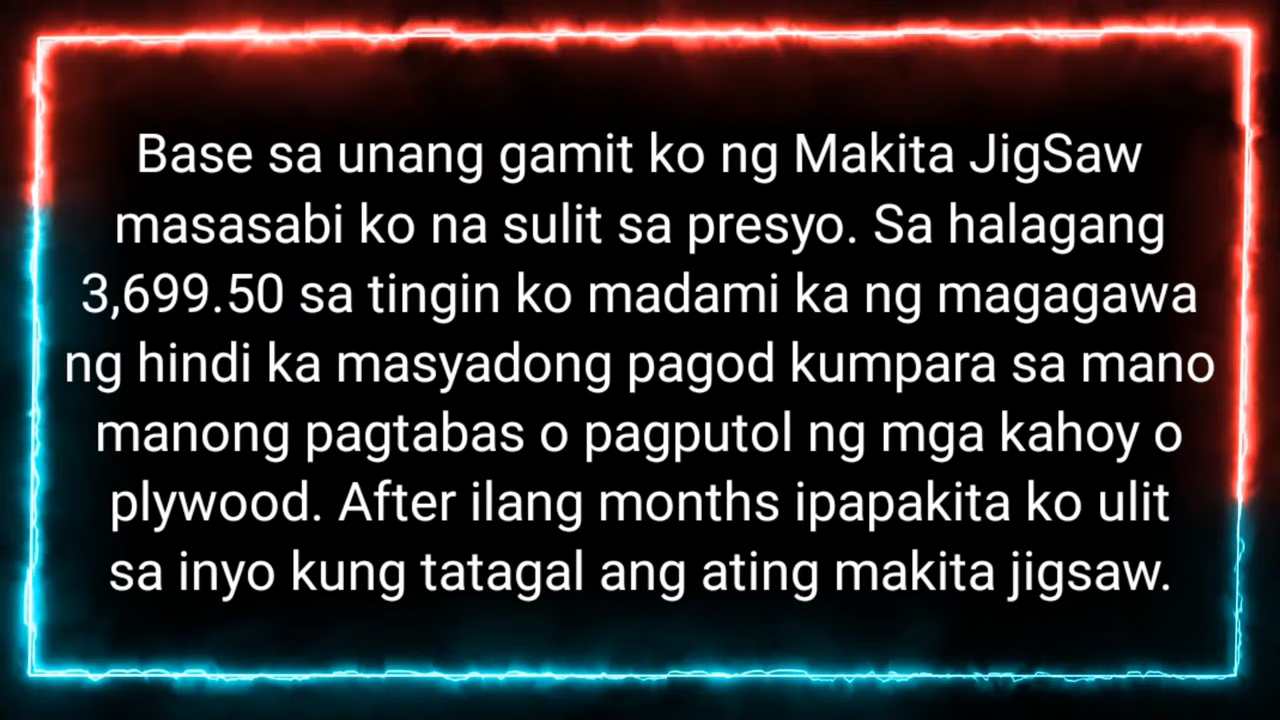 Base sa unang gamit ko ng Makita JigSaw
masasabi ko na sulit sa presyo. Sa halagang
3,699.50 sa tingin ko madami ka ng magagawa
ng hindi ka masyadong pagod kumpara sa mano
manong pagtabas o pagputol ng mga kahoy o
plywood. After ilang months ipapakita ko ulit
sa inyo kung tatagal ang ating makita jigsaw.